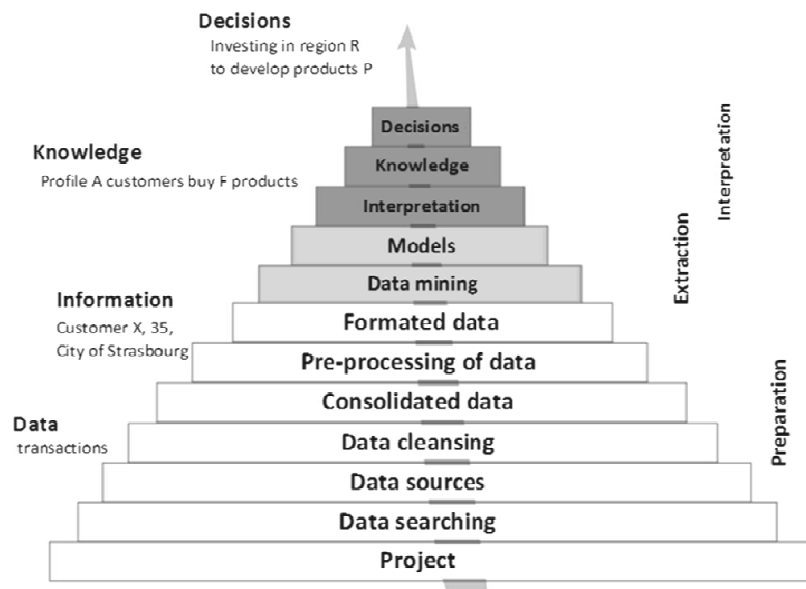 Decisions
Investing in region R
to develop products P
Decisions
Knowledge
Knowledge
Profile A customers buy F products
Interpretation
Models
Data mining
Information
Customer X, 35,
City of Strasbourg
Formated data
Pre-processing of data
Consolidated data
Data
transactions
Data cleansing
Data sources
Data searching
Project
Interpretation
Extraction
Preparation